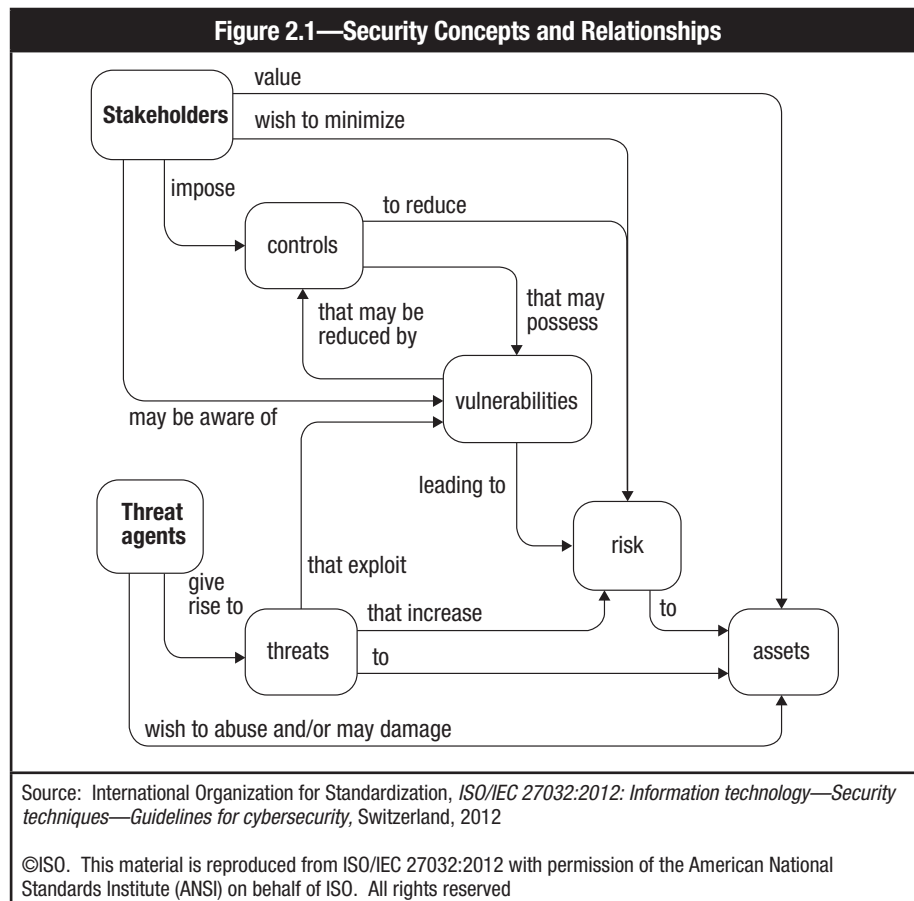 Figure 2.1—Security Concepts and Relationships
value
Stakeholders
wish to minimize
impose
to reduce
controls
that may be
reduced by
that may
possess
vulnerabilities
may be aware of
leading to
Threat
agents
risk
that exploit
give
rise to
that increase
to
threats
to
assets
wish to abuse and/or may damage
Source: International Organization for Standardization, ISO/IEC 27032:2012: Information technology—Security
techniques—Guidelines for cybersecurity, Switzerland, 2012
©ISO. This material is reproduced from ISO/IEC 27032:2012 with permission of the American National
Standards Institute (ANSI) on behalf of ISO. All rights reserved